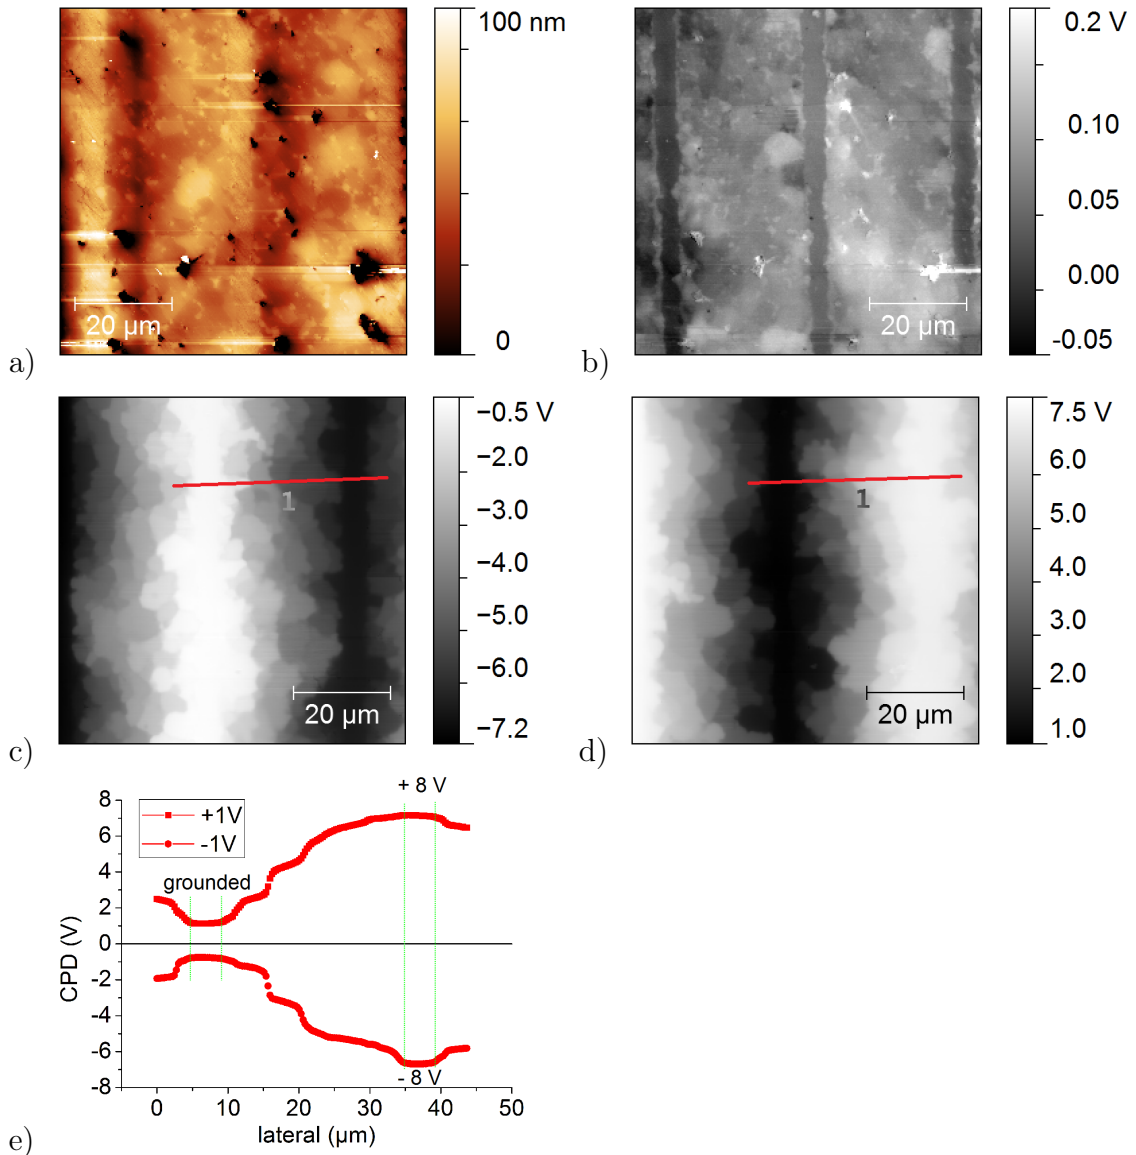 100 nm
0
20 µm
a)
0.2 V
0.10
0.05
0.00
-0.05
20 µm
b)
−0.5 V
−2.0
−3.0
−4.0
−5.0
−6.0
−7.2
1
20 µm
c)
7.5 V
6.0
5.0
4.0
3.0
2.0
1.0
1
20 µm
d)
+ 8 V
8
6
4
2
0
-2
-4
-6
-8
+1V
-1V
grounded
- 8 V
CPD (V)
0 10 20 30 40 50
lateral (µm)
e)